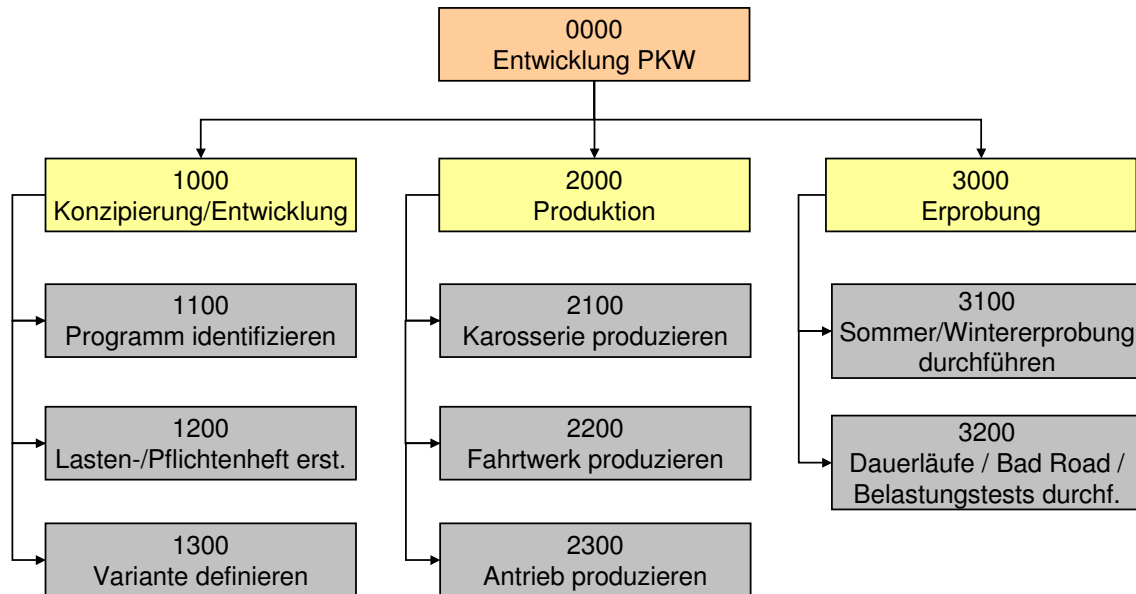 0000
Entwicklung PKW
1000
Konzipierung/Entwicklung
2000
Produktion
3000
Erprobung
1100
Programm identifizieren
2100
Karosserie produzieren
3100
Sommer/Wintererprobung
durchführen
1200
Lasten-/Pflichtenheft erst.
2200
Fahrtwerk produzieren
3200
Dauerläufe / Bad Road /
Belastungstests durchf.
1300
Variante definieren
2300
Antrieb produzieren